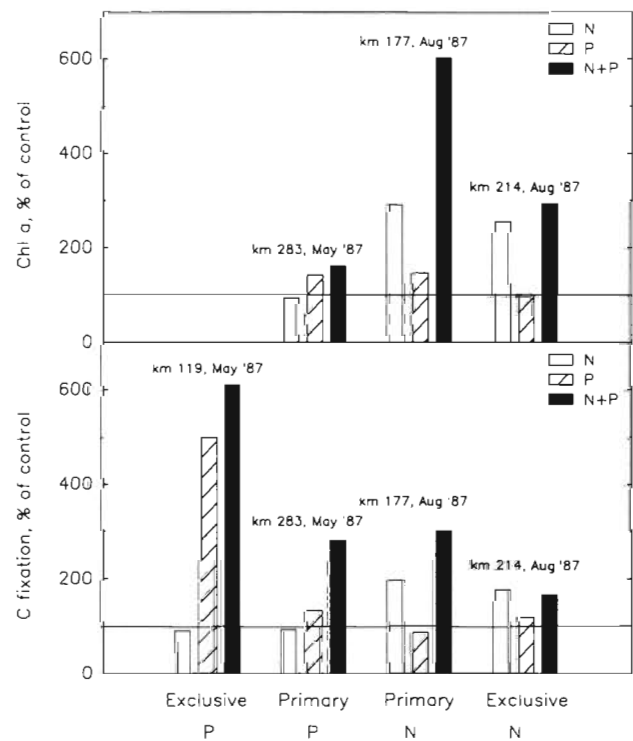 Chl a, % of control
600
400
200
0
N
P
N+P
km 283, May '87
km 177, Aug '87
km 214, Aug '87
C fixation, % of control
600
400
200
0
N
P
N+P
km 119, May '87
km 283, May '87
km 177, Aug '87
km 214, Aug '87
Exclusive Primary Primary Exclusive
P P N N